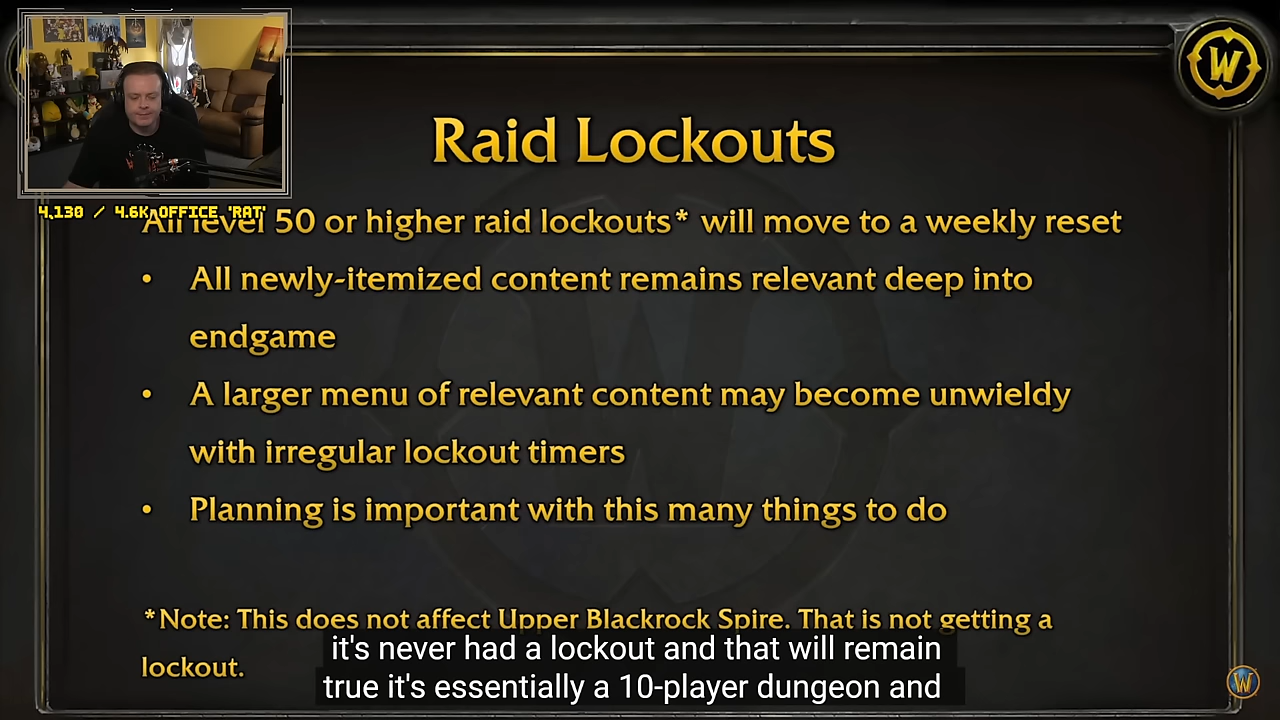 Raid Lockouts
4,130 / 4.6K OFFICE 'RAT'
All level 50 or higher raid lockouts* will move to a weekly reset
• All newly-itemized content remains relevant deep into
endgame
• A larger menu of relevant content may become unwieldy
with irregular lockout timers
• Planning is important with this many things to do
*Note: This does not affect Upper Blackrock Spire. That is not getting a
lockout.
it's never had a lockout and that will remain
true it's essentially a 10-player dungeon and